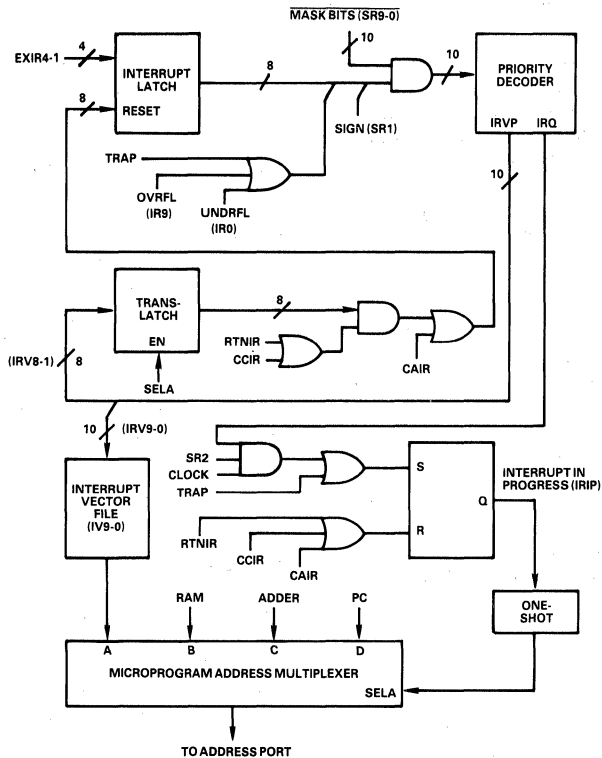 MASK BITS (SR9-0)
10
EXIR4-1
4
INTERRUPT
LATCH
RESET
8
8
10
PRIORITY
DECODER
IRVP
IRQ
SIGN (SR1)
TRAP
OVRFL
(IR9)
UNDRFL
(IR0)
10
TRANS-
LATCH
EN
8
RTNIR
CCIR
CAIR
(IRV8-1)
8
SELA
10
(IRV9-0)
SR2
CLOCK
TRAP
S
R
Q
INTERRUPT IN
PROGRESS (IRIP)
INTERRUPT
VECTOR
FILE
(IV9-0)
RTNIR
CCIR
CAIR
ONE-
SHOT
RAM
ADDER
PC
A
B
C
D
MICROPROGRAM ADDRESS MULTIPLEXER
SELA
TO ADDRESS PORT